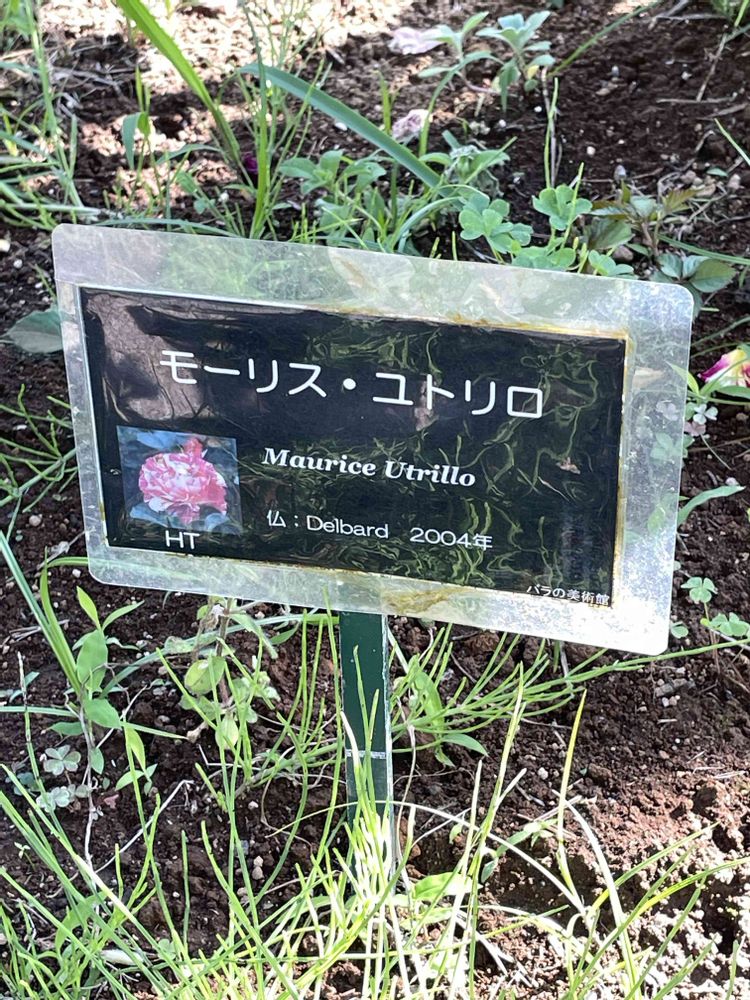 モーリス・ユトリロ
Maurice Utrillo
仏：Delbard 2004年
HT
バラの美術館